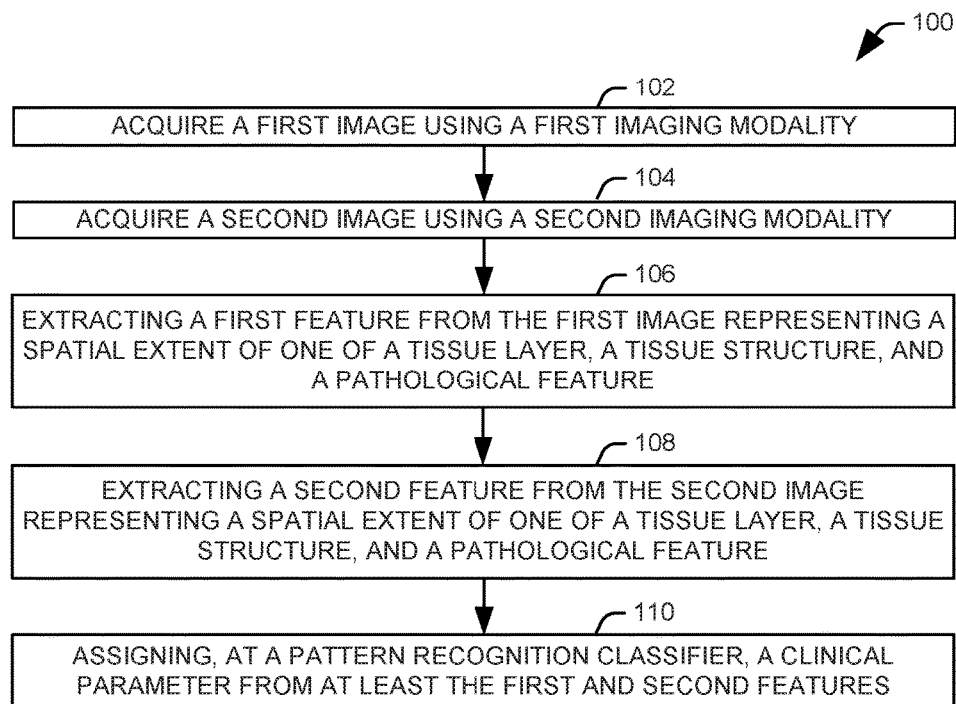 100
102
ACQUIRE A FIRST IMAGE USING A FIRST IMAGING MODALITY
104
ACQUIRE A SECOND IMAGE USING A SECOND IMAGING MODALITY
106
EXTRACTING A FIRST FEATURE FROM THE FIRST IMAGE REPRESENTING A
SPATIAL EXTENT OF ONE OF A TISSUE LAYER, A TISSUE STRUCTURE, AND
A PATHOLOGICAL FEATURE
108
EXTRACTING A SECOND FEATURE FROM THE SECOND IMAGE
REPRESENTING A SPATIAL EXTENT OF ONE OF A TISSUE LAYER, A TISSUE
STRUCTURE, AND A PATHOLOGICAL FEATURE
110
ASSIGNING, AT A PATTERN RECOGNITION CLASSIFIER, A CLINICAL
PARAMETER FROM AT LEAST THE FIRST AND SECOND FEATURES